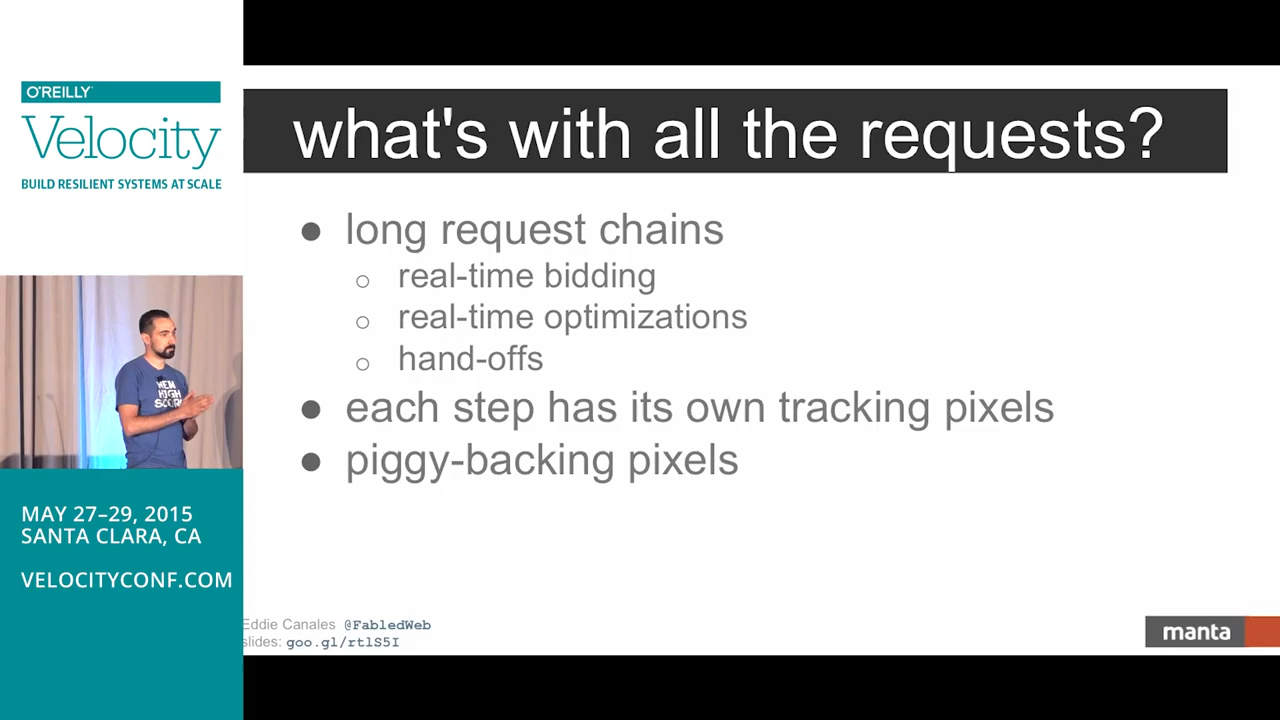 O'REILLY
Velocity
BUILD RESILIENT SYSTEMS AT SCALE
MAY 27–29, 2015
SANTA CLARA, CA
VELOCITYCONF.COM
what's with all the requests?
● long request chains
○ real-time bidding
○ real-time optimizations
○ hand-offs
● each step has its own tracking pixels
● piggy-backing pixels
Eddie Canales @FabledWeb
slides: goo.gl/rtlS5I
manta
HIGH